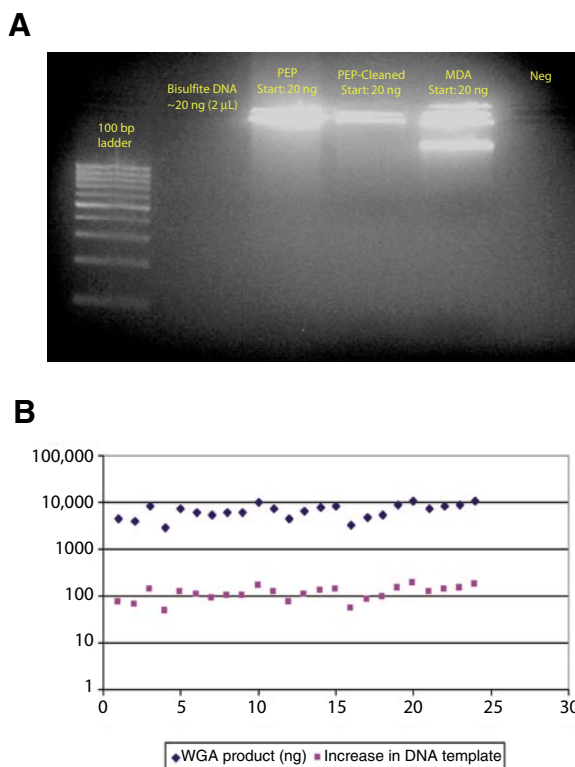 A
Bisulfite DNA
~20 ng (2 μL)
PEP
Start: 20 ng
PEP-Cleaned
Start: 20 ng
MDA
Start: 20 ng
Neg
100 bp
ladder
B
100,000
10,000
1000
100
10
1
0
5
10
15
20
25
30
WGA product (ng)
Increase in DNA template